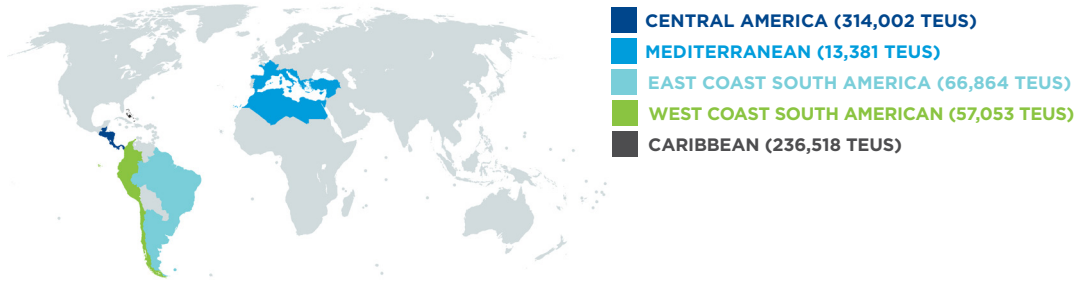 CENTRAL AMERICA (314,002 TEUS)
MEDITERRANEAN (13,381 TEUS)
EAST COAST SOUTH AMERICA (66,864 TEUS)
WEST COAST SOUTH AMERICAN (57,053 TEUS)
CARIBBEAN (236,518 TEUS)